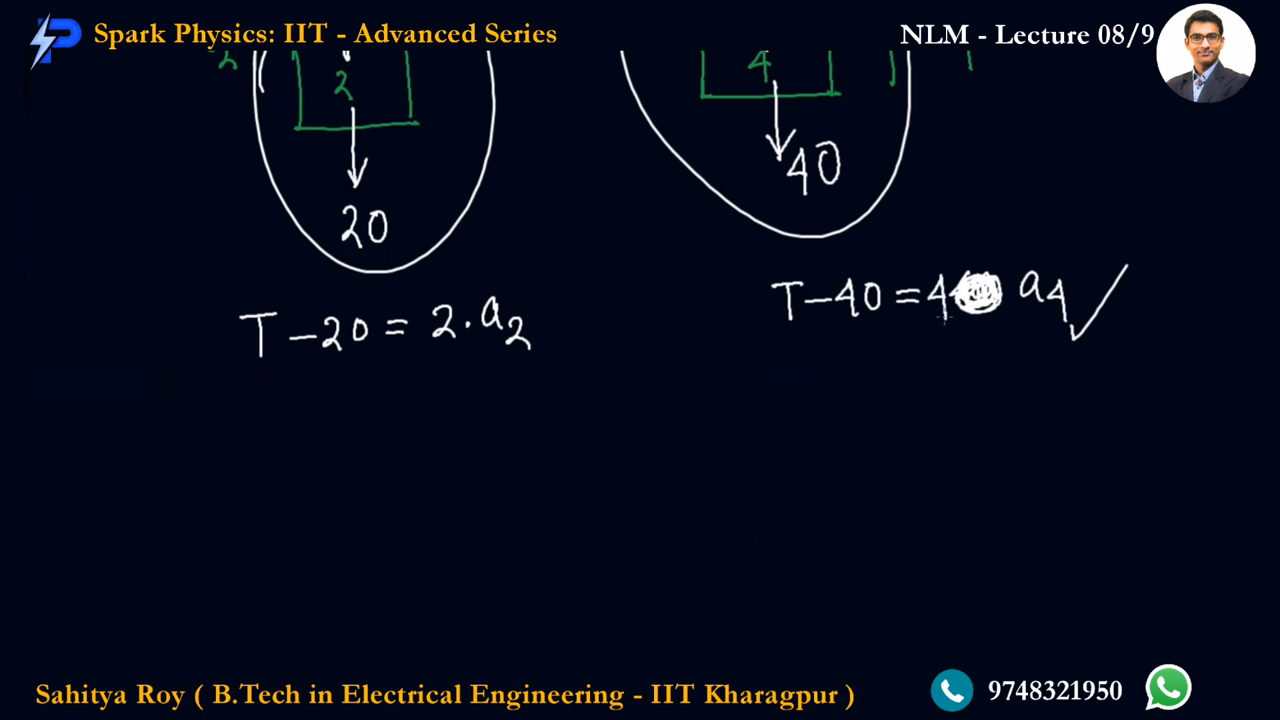 Spark Physics: IIT - Advanced Series
NLM - Lecture 08/9
2
4
40
20
T-40=4 a4
T-20=2.a2
Sahitya Roy ( B.Tech in Electrical Engineering - IIT Kharagpur )
9748321950